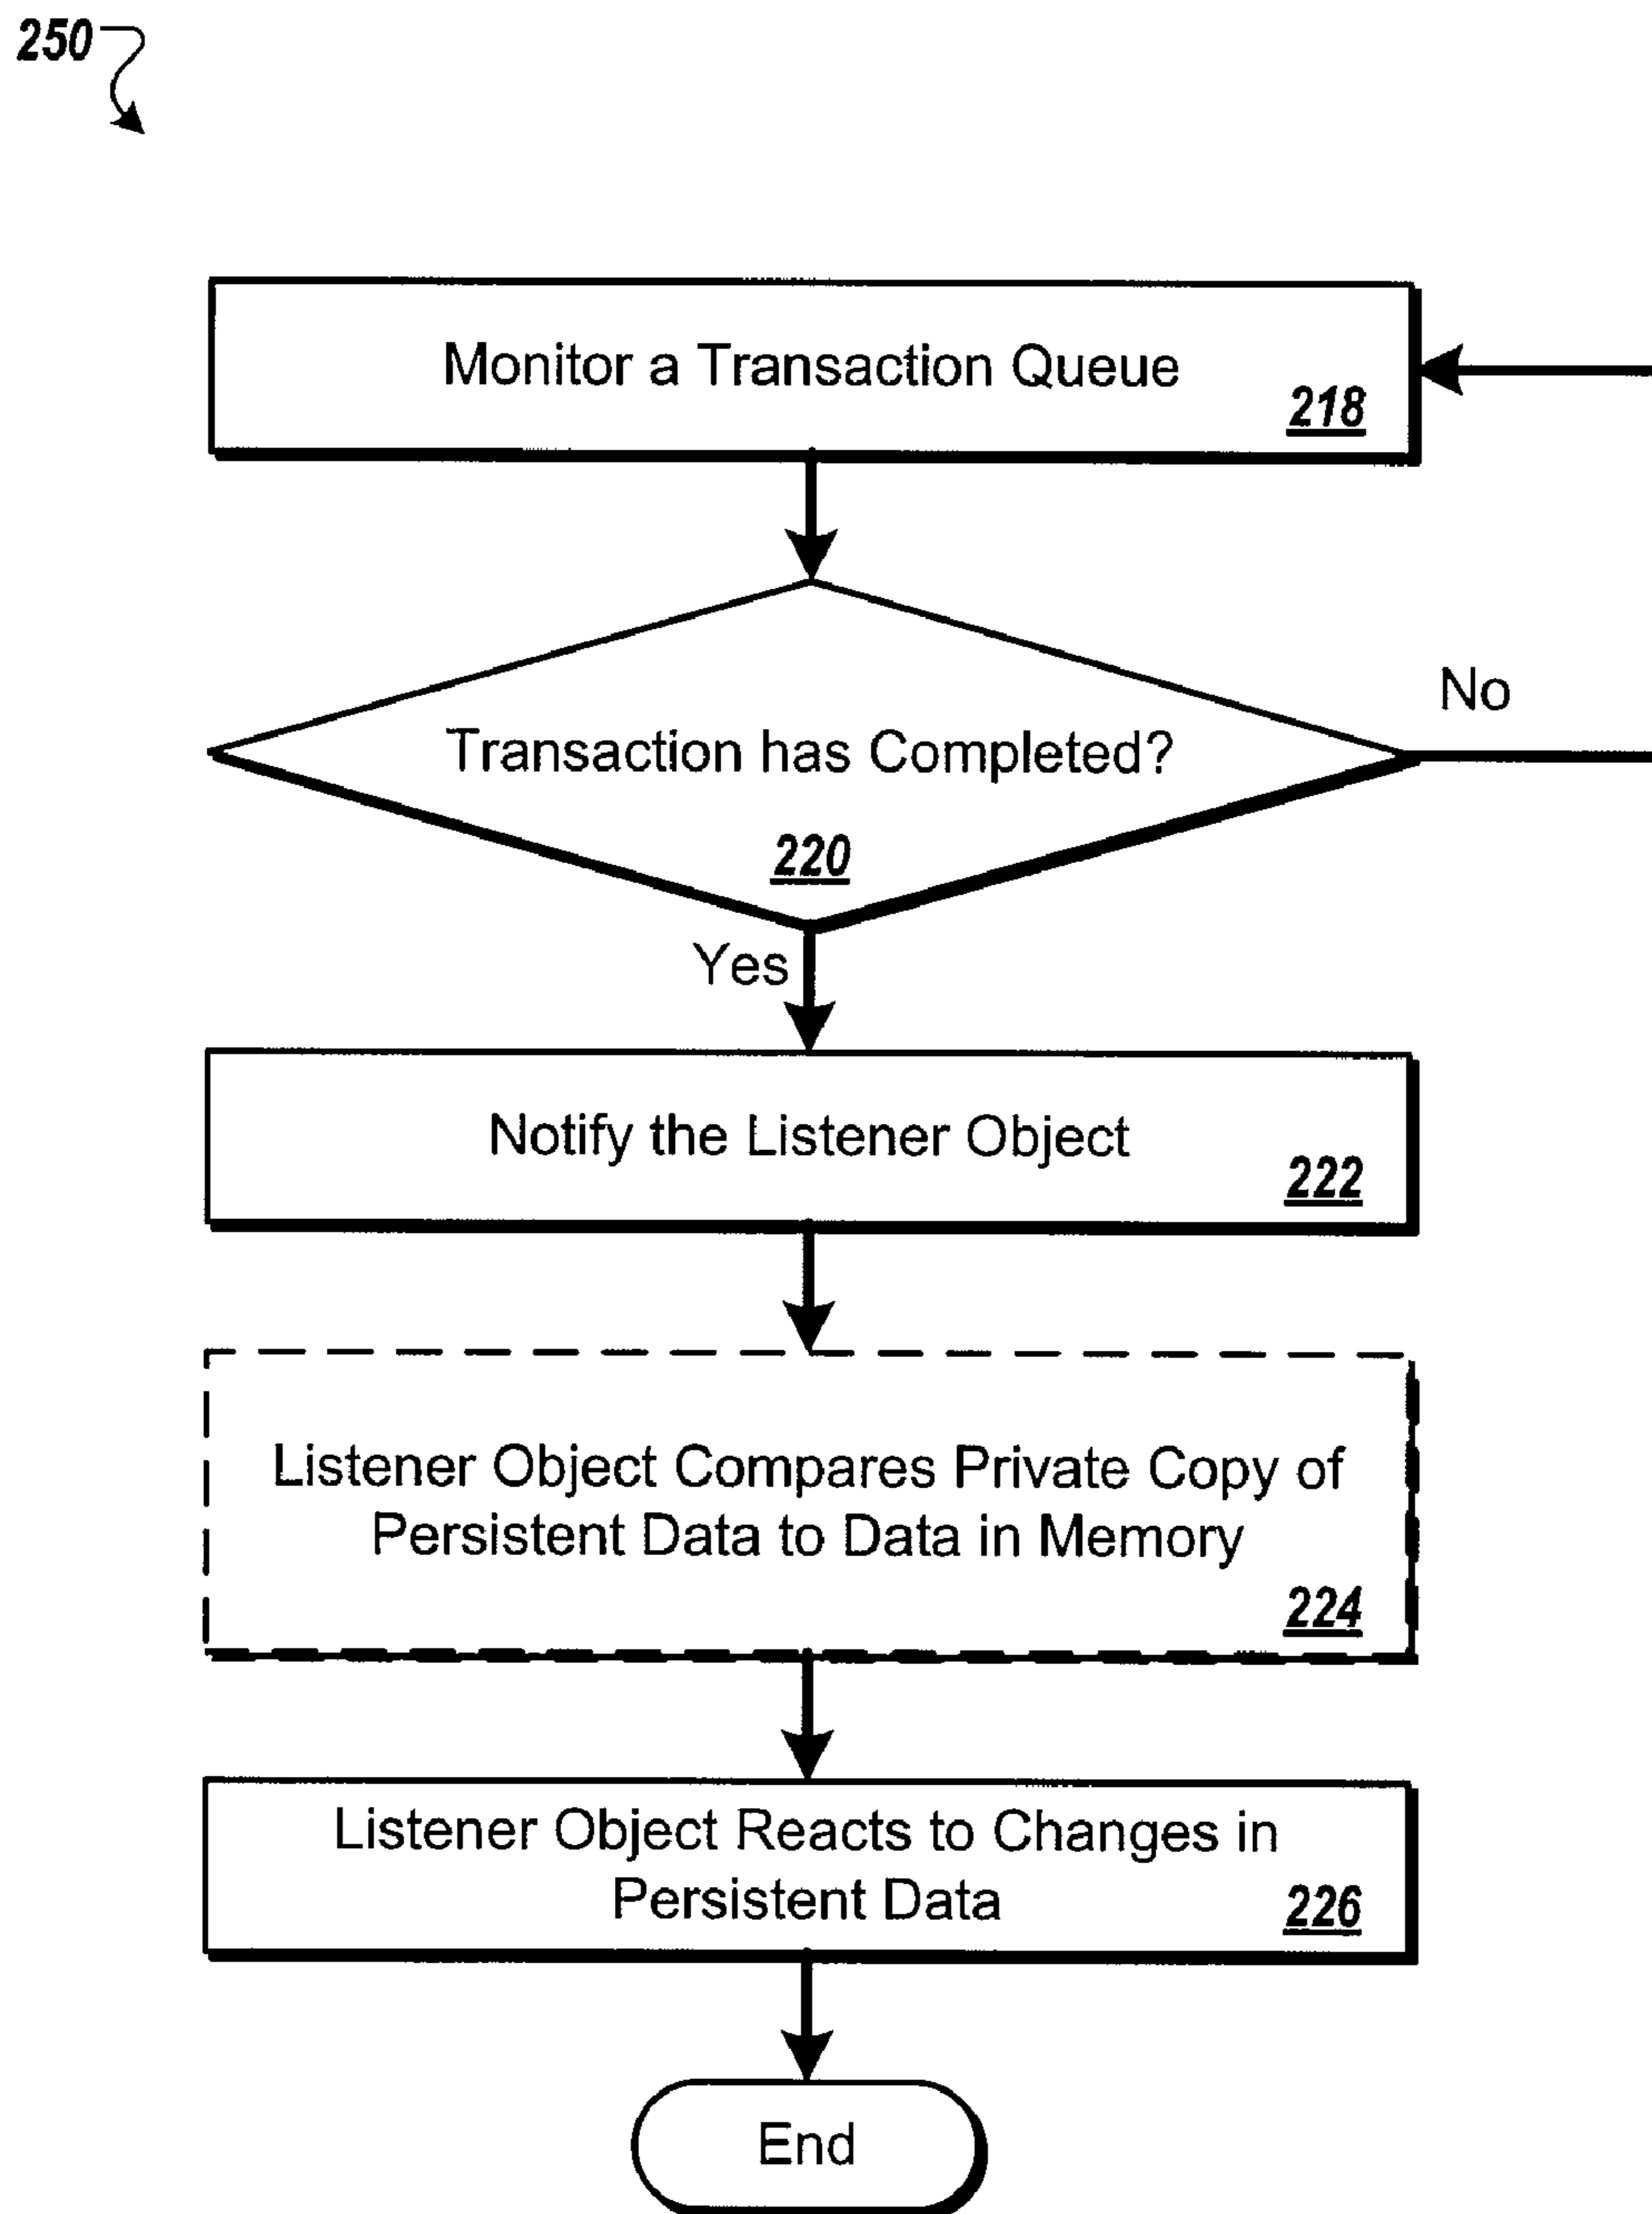 250
Monitor a Transaction Queue
218
Transaction has Completed?
No
220
Yes
Notify the Listener Object
222
Listener Object Compares Private Copy of
Persistent Data to Data in Memory
224
Listener Object Reacts to Changes in
Persistent Data
226
End